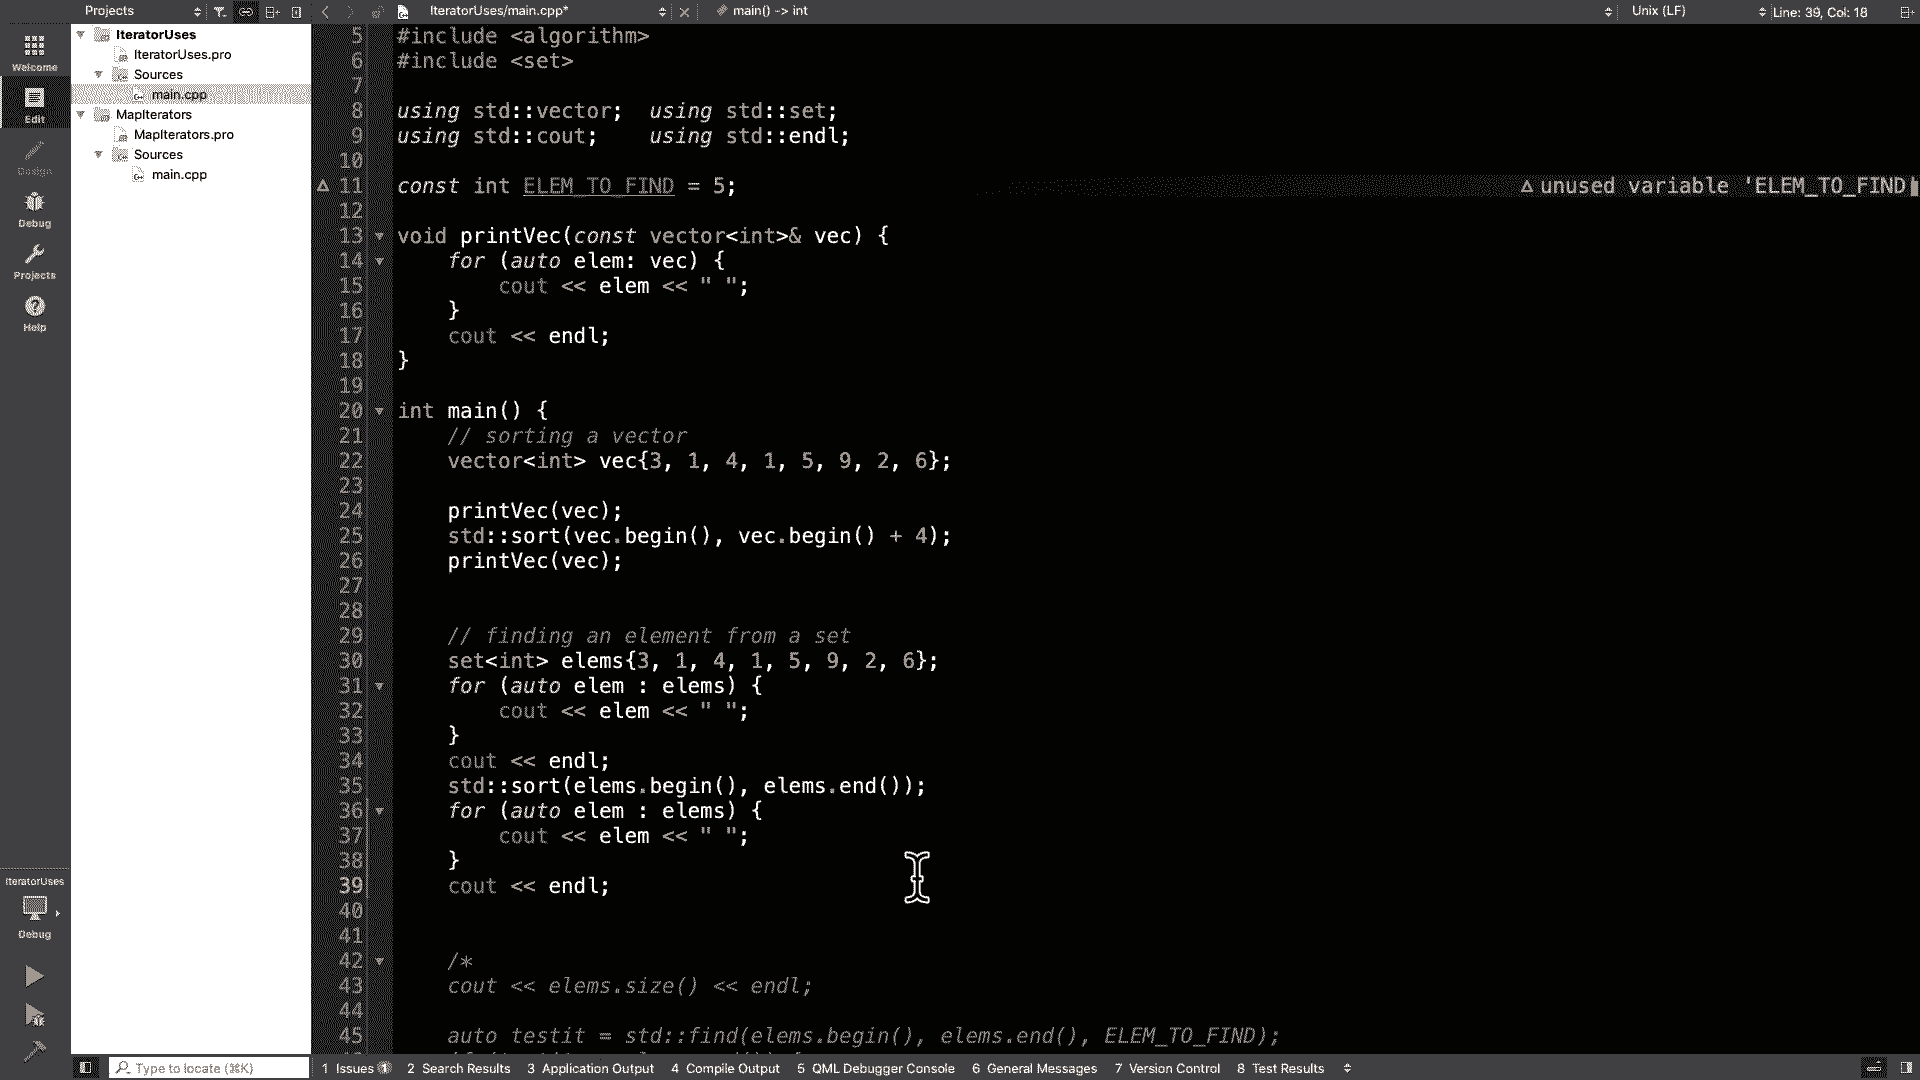 Projects
IteratorUses/main.cpp*
main() -> int
Unix (LF)
Line: 39, Col: 18
Welcome
Edit
Design
Debug
Projects
Help
IteratorUses
Debug
IteratorUses
IteratorUses.pro
Sources
main.cpp
MapIterators
MapIterators.pro
Sources
main.cpp
5 #include <algorithm>
6 #include <set>
7
8 using std::vector;  using std::set;
9 using std::cout;    using std::endl;
10
11 const int ELEM_TO_FIND = 5;
unused variable 'ELEM_TO_FIND
12
13 void printVec(const vector<int>& vec) {
14     for (auto elem: vec) {
15         cout << elem << " ";
16     }
17     cout << endl;
18 }
19
20 int main() {
21     // sorting a vector
22     vector<int> vec{3, 1, 4, 1, 5, 9, 2, 6};
23
24     printVec(vec);
25     std::sort(vec.begin(), vec.begin() + 4);
26     printVec(vec);
27
28
29     // finding an element from a set
30     set<int> elems{3, 1, 4, 1, 5, 9, 2, 6};
31     for (auto elem : elems) {
32         cout << elem << " ";
33     }
34     cout << endl;
35     std::sort(elems.begin(), elems.end());
36     for (auto elem : elems) {
37         cout << elem << " ";
38     }
39     cout << endl;
40
41
42     /*
43     cout << elems.size() << endl;
44
45     auto testit = std::find(elems.begin(), elems.end(), ELEM_TO_FIND);
Type to locate (⌘K)
1 Issues 1
2 Search Results
3 Application Output
4 Compile Output
5 QML Debugger Console
6 General Messages
7 Version Control
8 Test Results